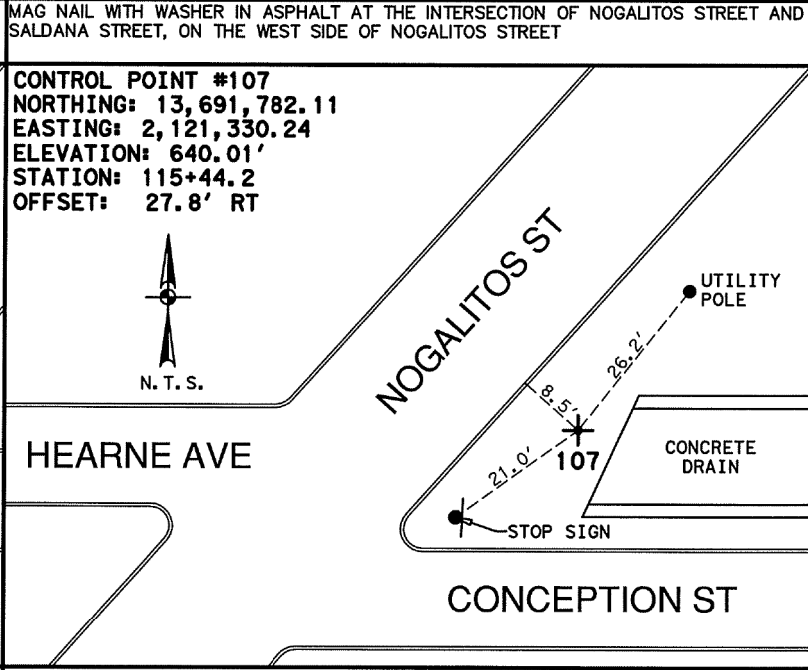 MAG NAIL WITH WASHER IN ASPHALT AT THE INTERSECTION OF NOGALITOS STREET AND
SALDANA STREET, ON THE WEST SIDE OF NOGALITOS STREET
CONTROL POINT #107
NORTHING: 13,691,782.11
EASTING: 2,121,330.24
ELEVATION: 640.01'
STATION: 115+44.2
OFFSET: 27.8' RT
N.T.S.
NOGALITOS ST
UTILITY
POLE
26.2'
8.5'
107
21.0'
HEARNE AVE
CONCRETE
DRAIN
STOP SIGN
CONCEPTION ST